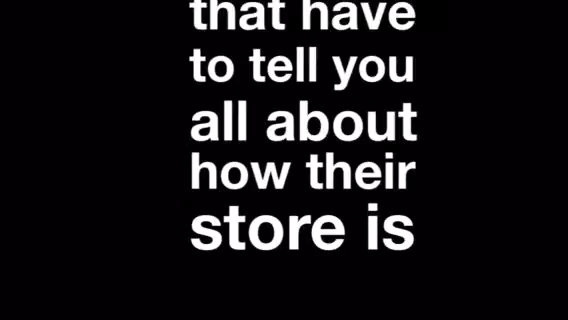 that have
to tell you
all about
how their
store is